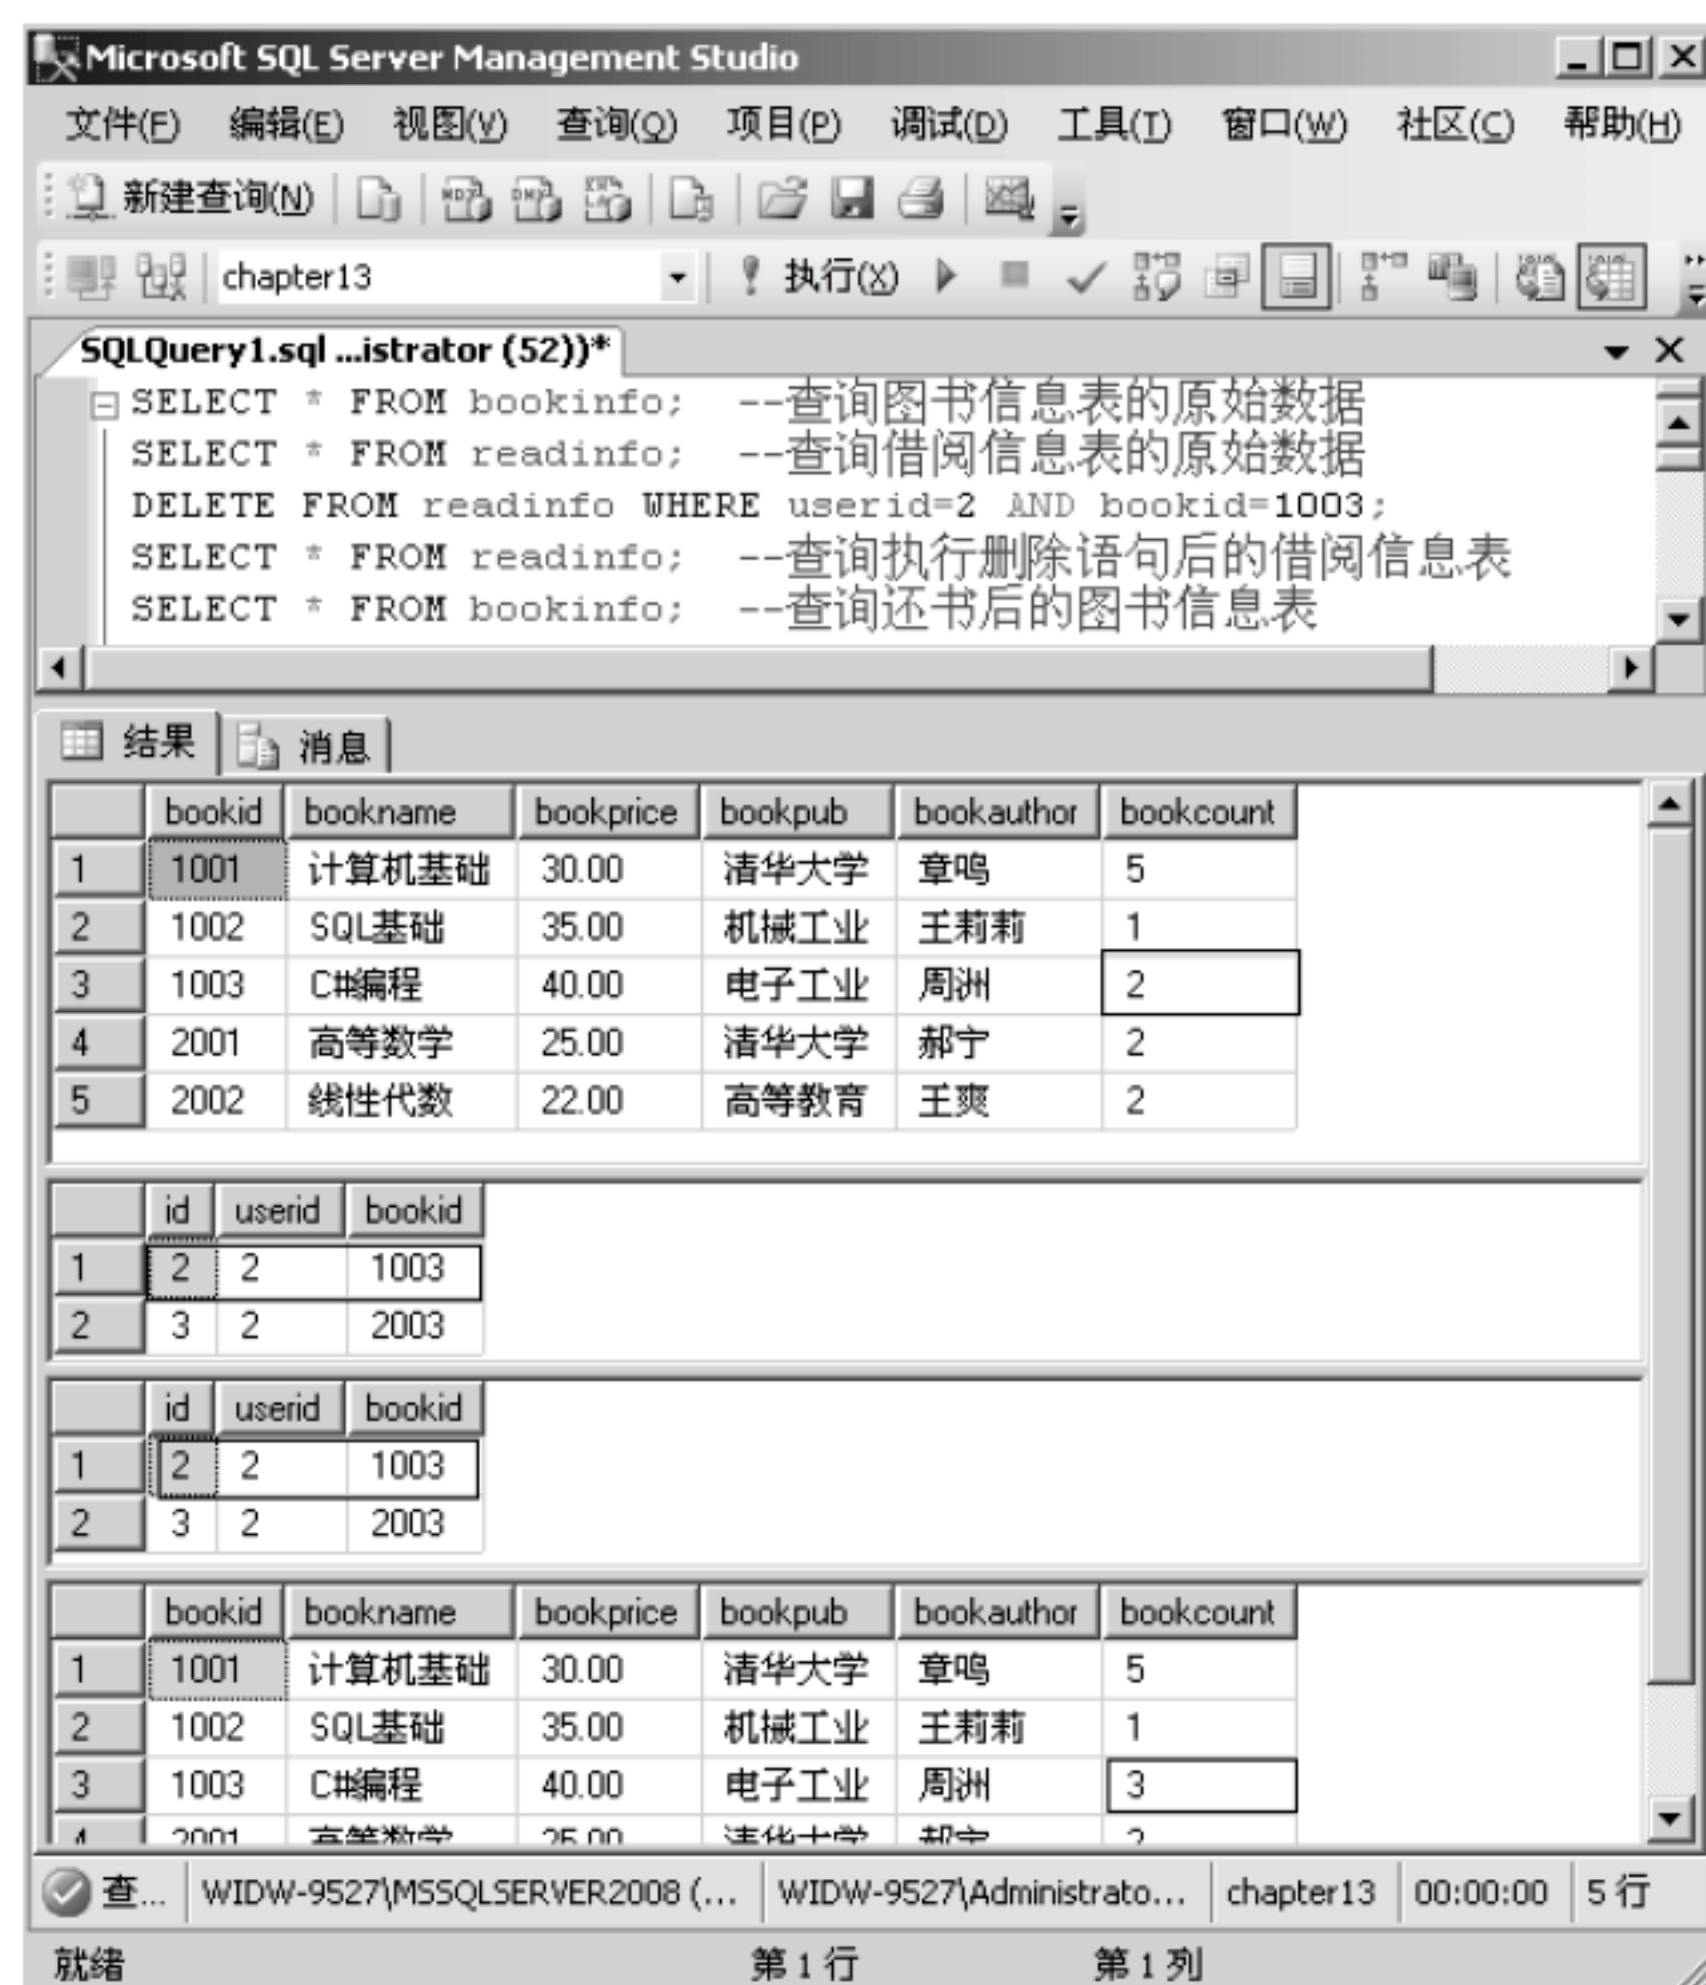 Microsoft SQL Server Management Studio
文件(F) 编辑(E) 视图(V) 查询(Q) 项目(P) 调试(D) 工具(T) 窗口(W) 社区(C) 帮助(H)
新建查询(N)
chapter13 执行(X)
SQLQuery1.sql ...istrator (52))*
SELECT * FROM bookinfo; --查询图书信息表的原始数据
SELECT * FROM readinfo; --查询借阅信息表的原始数据
DELETE FROM readinfo WHERE userid=2 AND bookid=1003;
SELECT * FROM readinfo; --查询执行删除语句后的借阅信息表
SELECT * FROM bookinfo; --查询还书后的图书信息表
结果 消息
bookid bookname bookprice bookpub bookauthor bookcount
1 1001 计算机基础 30.00 清华大学 章鸣 5
2 1002 SQL基础 35.00 机械工业 王莉莉 1
3 1003 C#编程 40.00 电子工业 周洲 2
4 2001 高等数学 25.00 清华大学 郝宁 2
5 2002 线性代数 22.00 高等教育 王爽 2
id userid bookid
1 2 2 1003
2 3 2 2003
id userid bookid
1 2 2 1003
2 3 2 2003
bookid bookname bookprice bookpub bookauthor bookcount
1 1001 计算机基础 30.00 清华大学 章鸣 5
2 1002 SQL基础 35.00 机械工业 王莉莉 1
3 1003 C#编程 40.00 电子工业 周洲 3
4 2001 高等数学 25.00 清华大学 郝宁 2
查... WIDW-9527\MSSQLSERVER2008 (... WIDW-9527\Administrato... chapter13 00:00:00 5 行
就绪 第 1 行 第 1 列